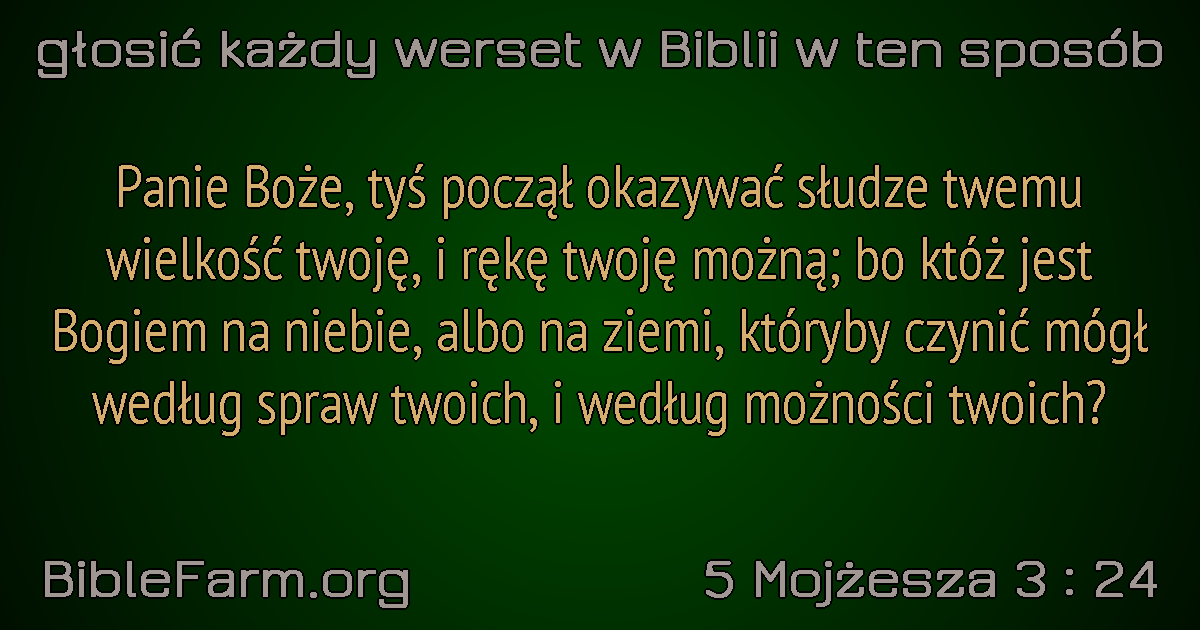 głosić każdy werset w Biblii w ten sposób
Panie Boże, tyś począł okazywać słudze twemu
wielkość twoję, i rękę twoję możną; bo któż jest
Bogiem na niebie, albo na ziemi, któryby czynić mógł
według spraw twoich, i według możności twoich?
BibleFarm.org
5 Mojżesza 3 : 24